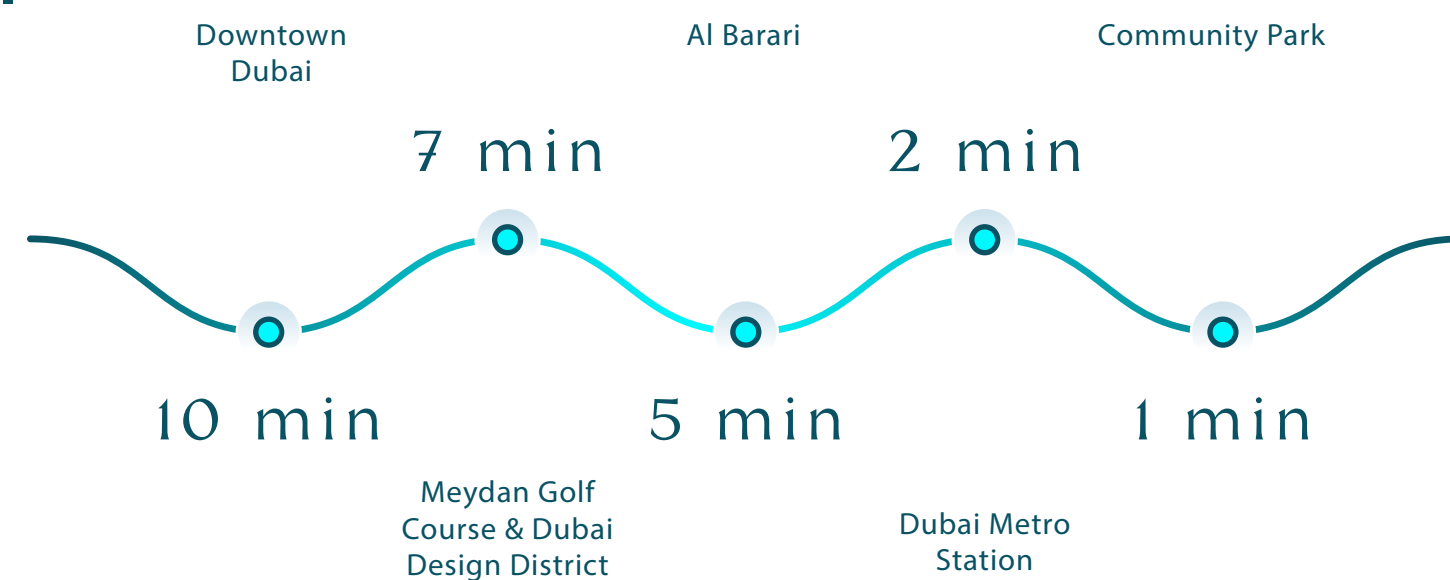 Downtown
Dubai
Al Barari
Community Park
7 min
2 min
10 min
5 min
1 min
Meydan Golf
Course & Dubai
Design District
Dubai Metro
Station